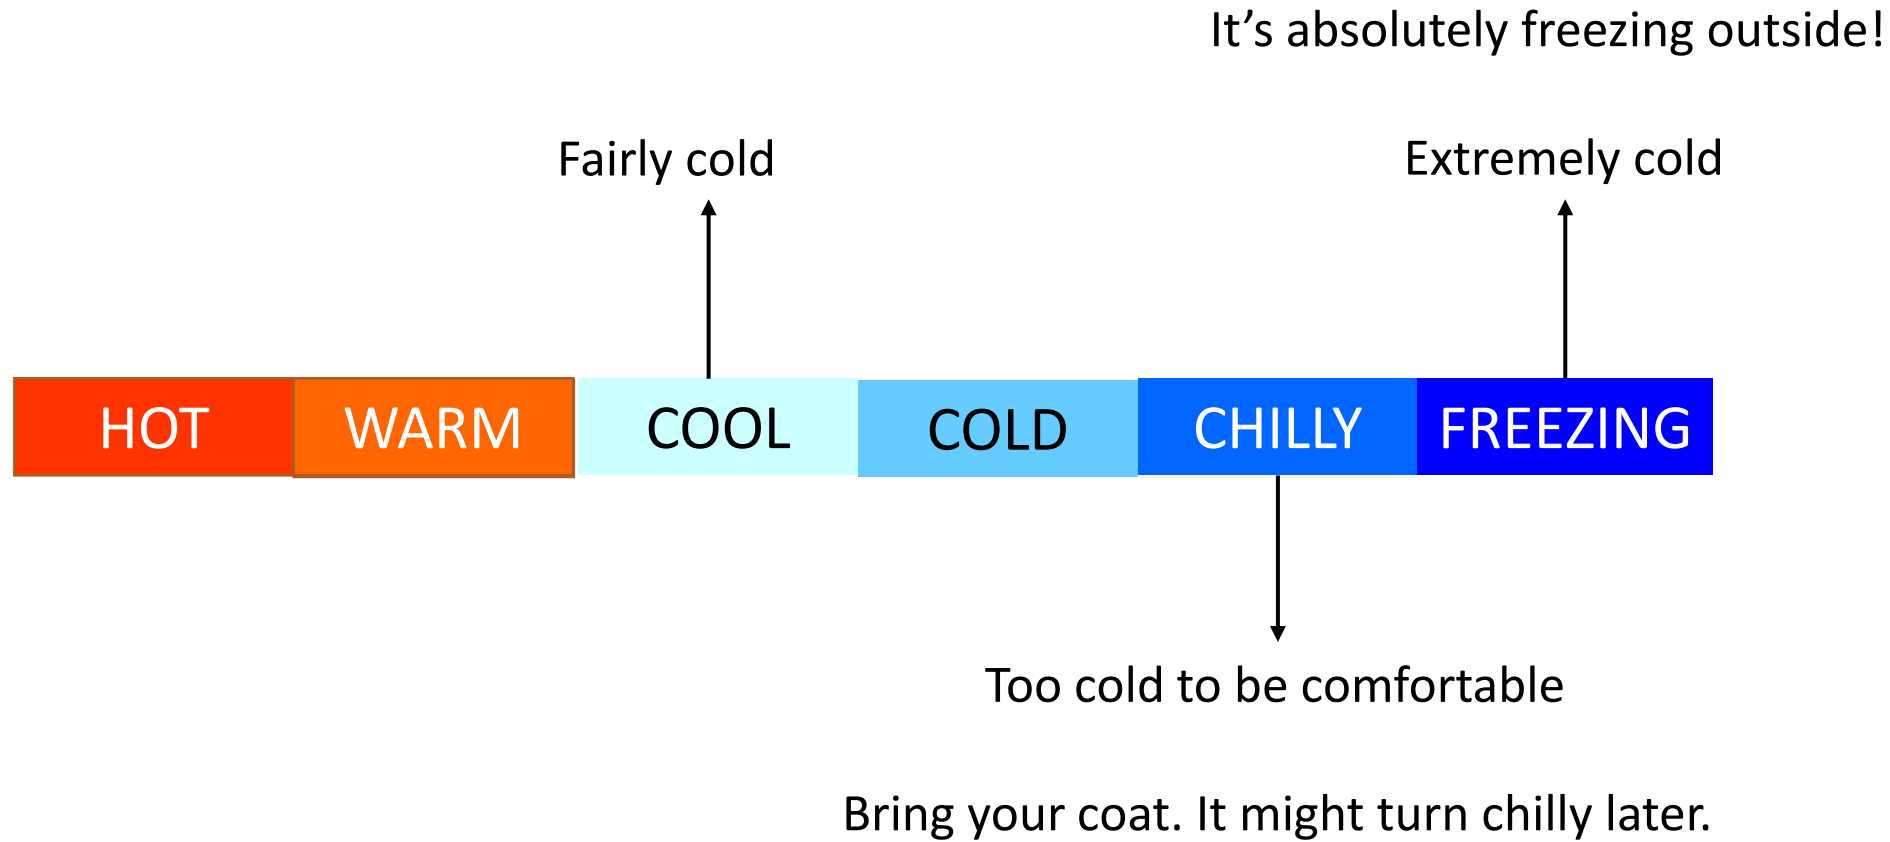 It’s absolutely freezing outside!
Fairly cold
Extremely cold
HOT WARM COOL COLD CHILLY FREEZING
Too cold to be comfortable
Bring your coat. It might turn chilly later.